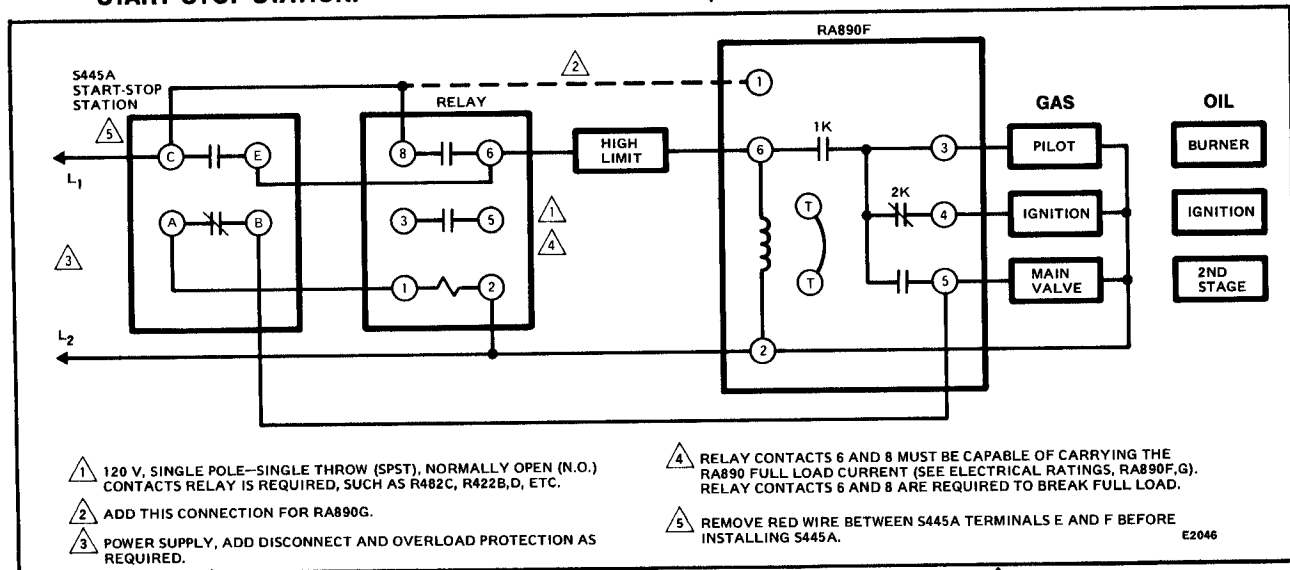 START-STOP STATION.
RA890F
S445A
START-STOP
STATION
5
2
RELAY
1
GAS
OIL
C
E
8
6
HIGH
LIMIT
6
1K
3
PILOT
BURNER
L1
A
B
3
5
1
4
T
2K
4
IGNITION
IGNITION
3
1
2
T
5
MAIN
VALVE
2ND
STAGE
L2
2
1 120 V, SINGLE POLE—SINGLE THROW (SPST), NORMALLY OPEN (N.O.)
CONTACTS RELAY IS REQUIRED, SUCH AS R482C, R422B,D, ETC.
2 ADD THIS CONNECTION FOR RA890G.
3 POWER SUPPLY, ADD DISCONNECT AND OVERLOAD PROTECTION AS
REQUIRED.
4 RELAY CONTACTS 6 AND 8 MUST BE CAPABLE OF CARRYING THE
RA890 FULL LOAD CURRENT (SEE ELECTRICAL RATINGS, RA890F,G).
RELAY CONTACTS 6 AND 8 ARE REQUIRED TO BREAK FULL LOAD.
5 REMOVE RED WIRE BETWEEN S445A TERMINALS E AND F BEFORE
INSTALLING S445A.
E2046